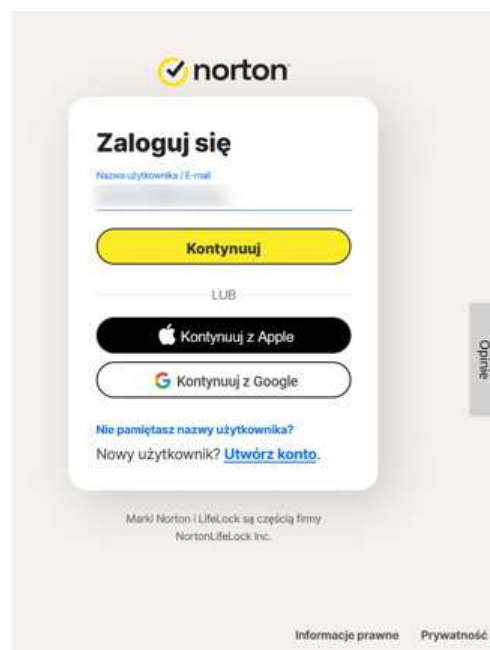 norton
Zaloguj się
Nazwa użytkownika / E-mail
Kontynuuj
LUB
Kontynuuj z Apple
Kontynuuj z Google
Nie pamiętasz nazwy użytkownika?
Nowy użytkownik? Utwórz konto.
Marki Norton i LifeLock są częścią firmy
NortonLifeLock Inc.
Opinie
Informacje prawne Prywatność